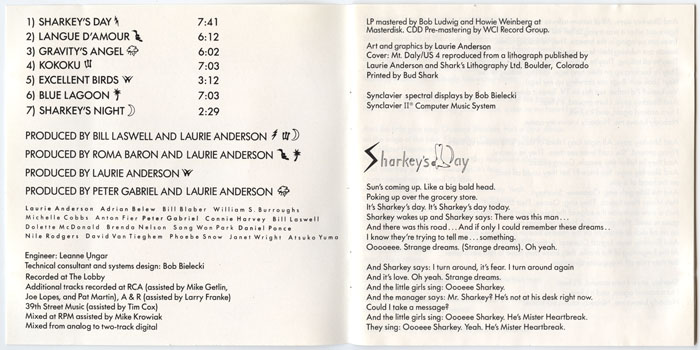 1) SHARKEY'S DAY 7:41
2) LANGUE D'AMOUR 6:12
3) GRAVITY'S ANGEL 6:02
4) KOKOKU 7:03
5) EXCELLENT BIRDS 3:12
6) BLUE LAGOON 7:03
7) SHARKEY'S NIGHT 2:29
PRODUCED BY BILL LASWELL AND LAURIE ANDERSON
PRODUCED BY ROMA BARON AND LAURIE ANDERSON
PRODUCED BY LAURIE ANDERSON
PRODUCED BY PETER GABRIEL AND LAURIE ANDERSON
Laurie Anderson Adrian Belew Bill Blaber William S. Burroughs
Michelle Cobbs Anton Fier Peter Gabriel Connie Harvey Bill Laswell
Dolette McDonald Brenda Nelson Sang Won Park Daniel Ponce
Nile Rodgers David Van Tieghem Phoebe Snow Janet Wright Atsuko Yuma
Engineer: Leanne Ungar
Technical consultant and systems design: Bob Bielecki
Recorded at The Lobby
Additional tracks recorded at RCA (assisted by Mike Getlin,
Joe Lopes, and Pat Martin), A & R (assisted by Larry Franke)
39th Street Music (assisted by Tim Cox)
Mixed at RPM assisted by Mike Krowiak
Mixed from analog to two-track digital
LP mastered by Bob Ludwig and Howie Weinberg at
Masterdisk. CDD Pre-mastering by WCI Record Group.
Art and graphics by Laurie Anderson
Cover: Mt. Daly/US 4 reproduced from a lithograph published by
Laurie Anderson and Shark's Lithography Ltd. Boulder, Colorado
Printed by Bud Shark
Synclavier spectral displays by Bob Bielecki
Synclavier II® Computer Music System
Sharkey's Day
Sun's coming up. Like a big bald head.
Poking up over the grocery store.
It's Sharkey's day. It's Sharkey's day today.
Sharkey wakes up and Sharkey says: There was this man...
And there was this road...And if only I could remember these dreams..
I know they're trying to tell me...something.
Ooooeee. Strange dreams. (Strange dreams). Oh yeah.
And Sharkey says: I turn around, it's fear. I turn around again
And it's love. Oh yeah. Strange dreams.
And the little girls sing: Ooooee Sharkey.
And the manager says: Mr. Sharkey? He's not at his desk right now.
Could I take a message?
And the little girls sing: Ooooeee Sharkey. He's Mister Heartbreak.
They sing: Ooooeee Sharkey. Yeah. He's Mister Heartbreak.